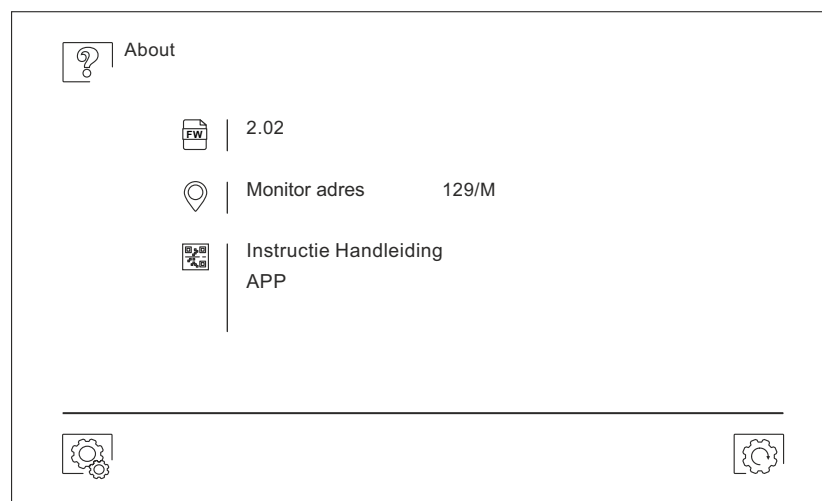 About
FW
2.02
Monitor adres 129/M
Instructie Handleiding
APP